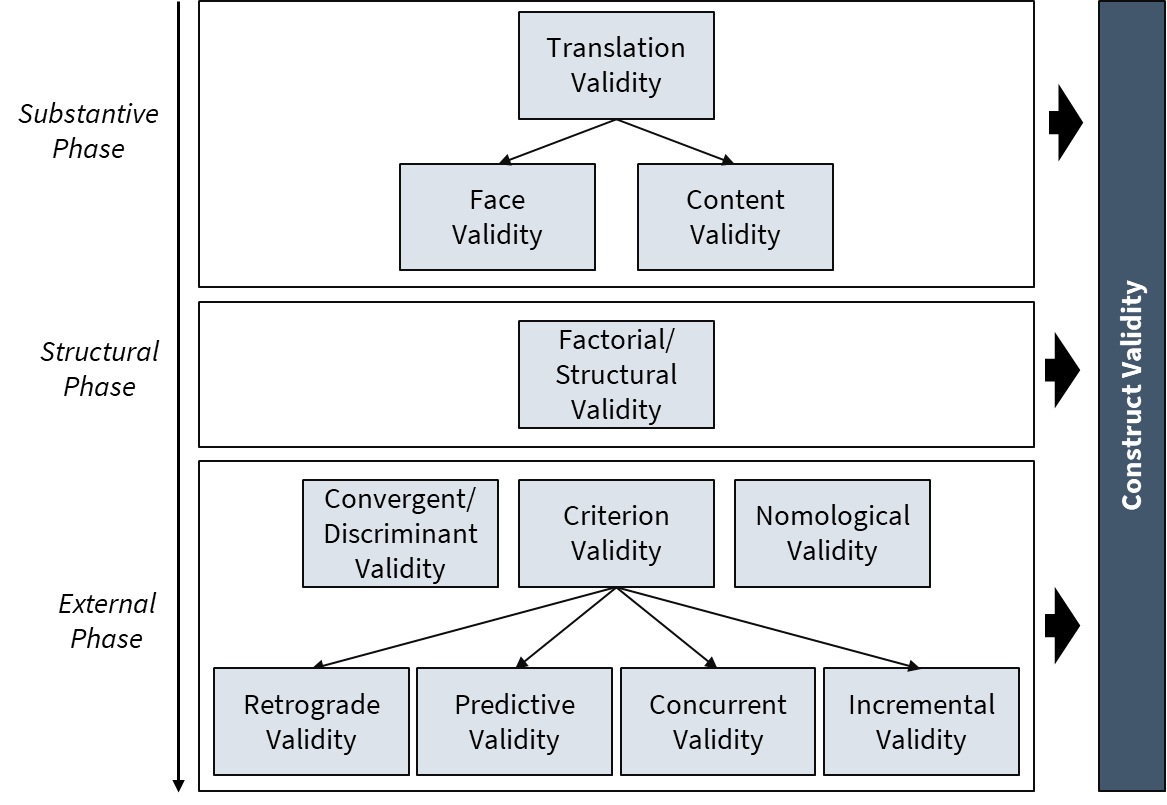 Substantive
Phase
Translation
Validity
Face
Validity
Content
Validity
Structural
Phase
Factorial/
Structural
Validity
External
Phase
Convergent/
Discriminant
Validity
Criterion
Validity
Nomological
Validity
Retrograde
Validity
Predictive
Validity
Concurrent
Validity
Incremental
Validity
Construct Validity